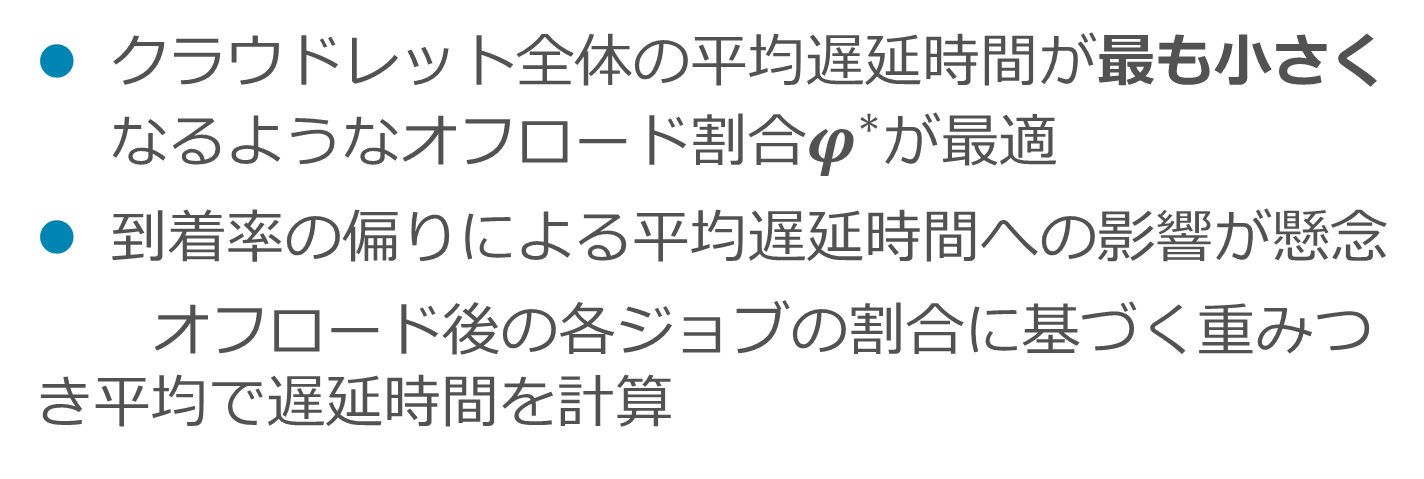 ● クラウドレット全体の平均遅延時間が最も小さく
なるようなオフロード割合φ*が最適
● 到着率の偏りによる平均遅延時間への影響が懸念
オフロード後の各ジョブの割合に基づく重みつ
き平均で遅延時間を計算